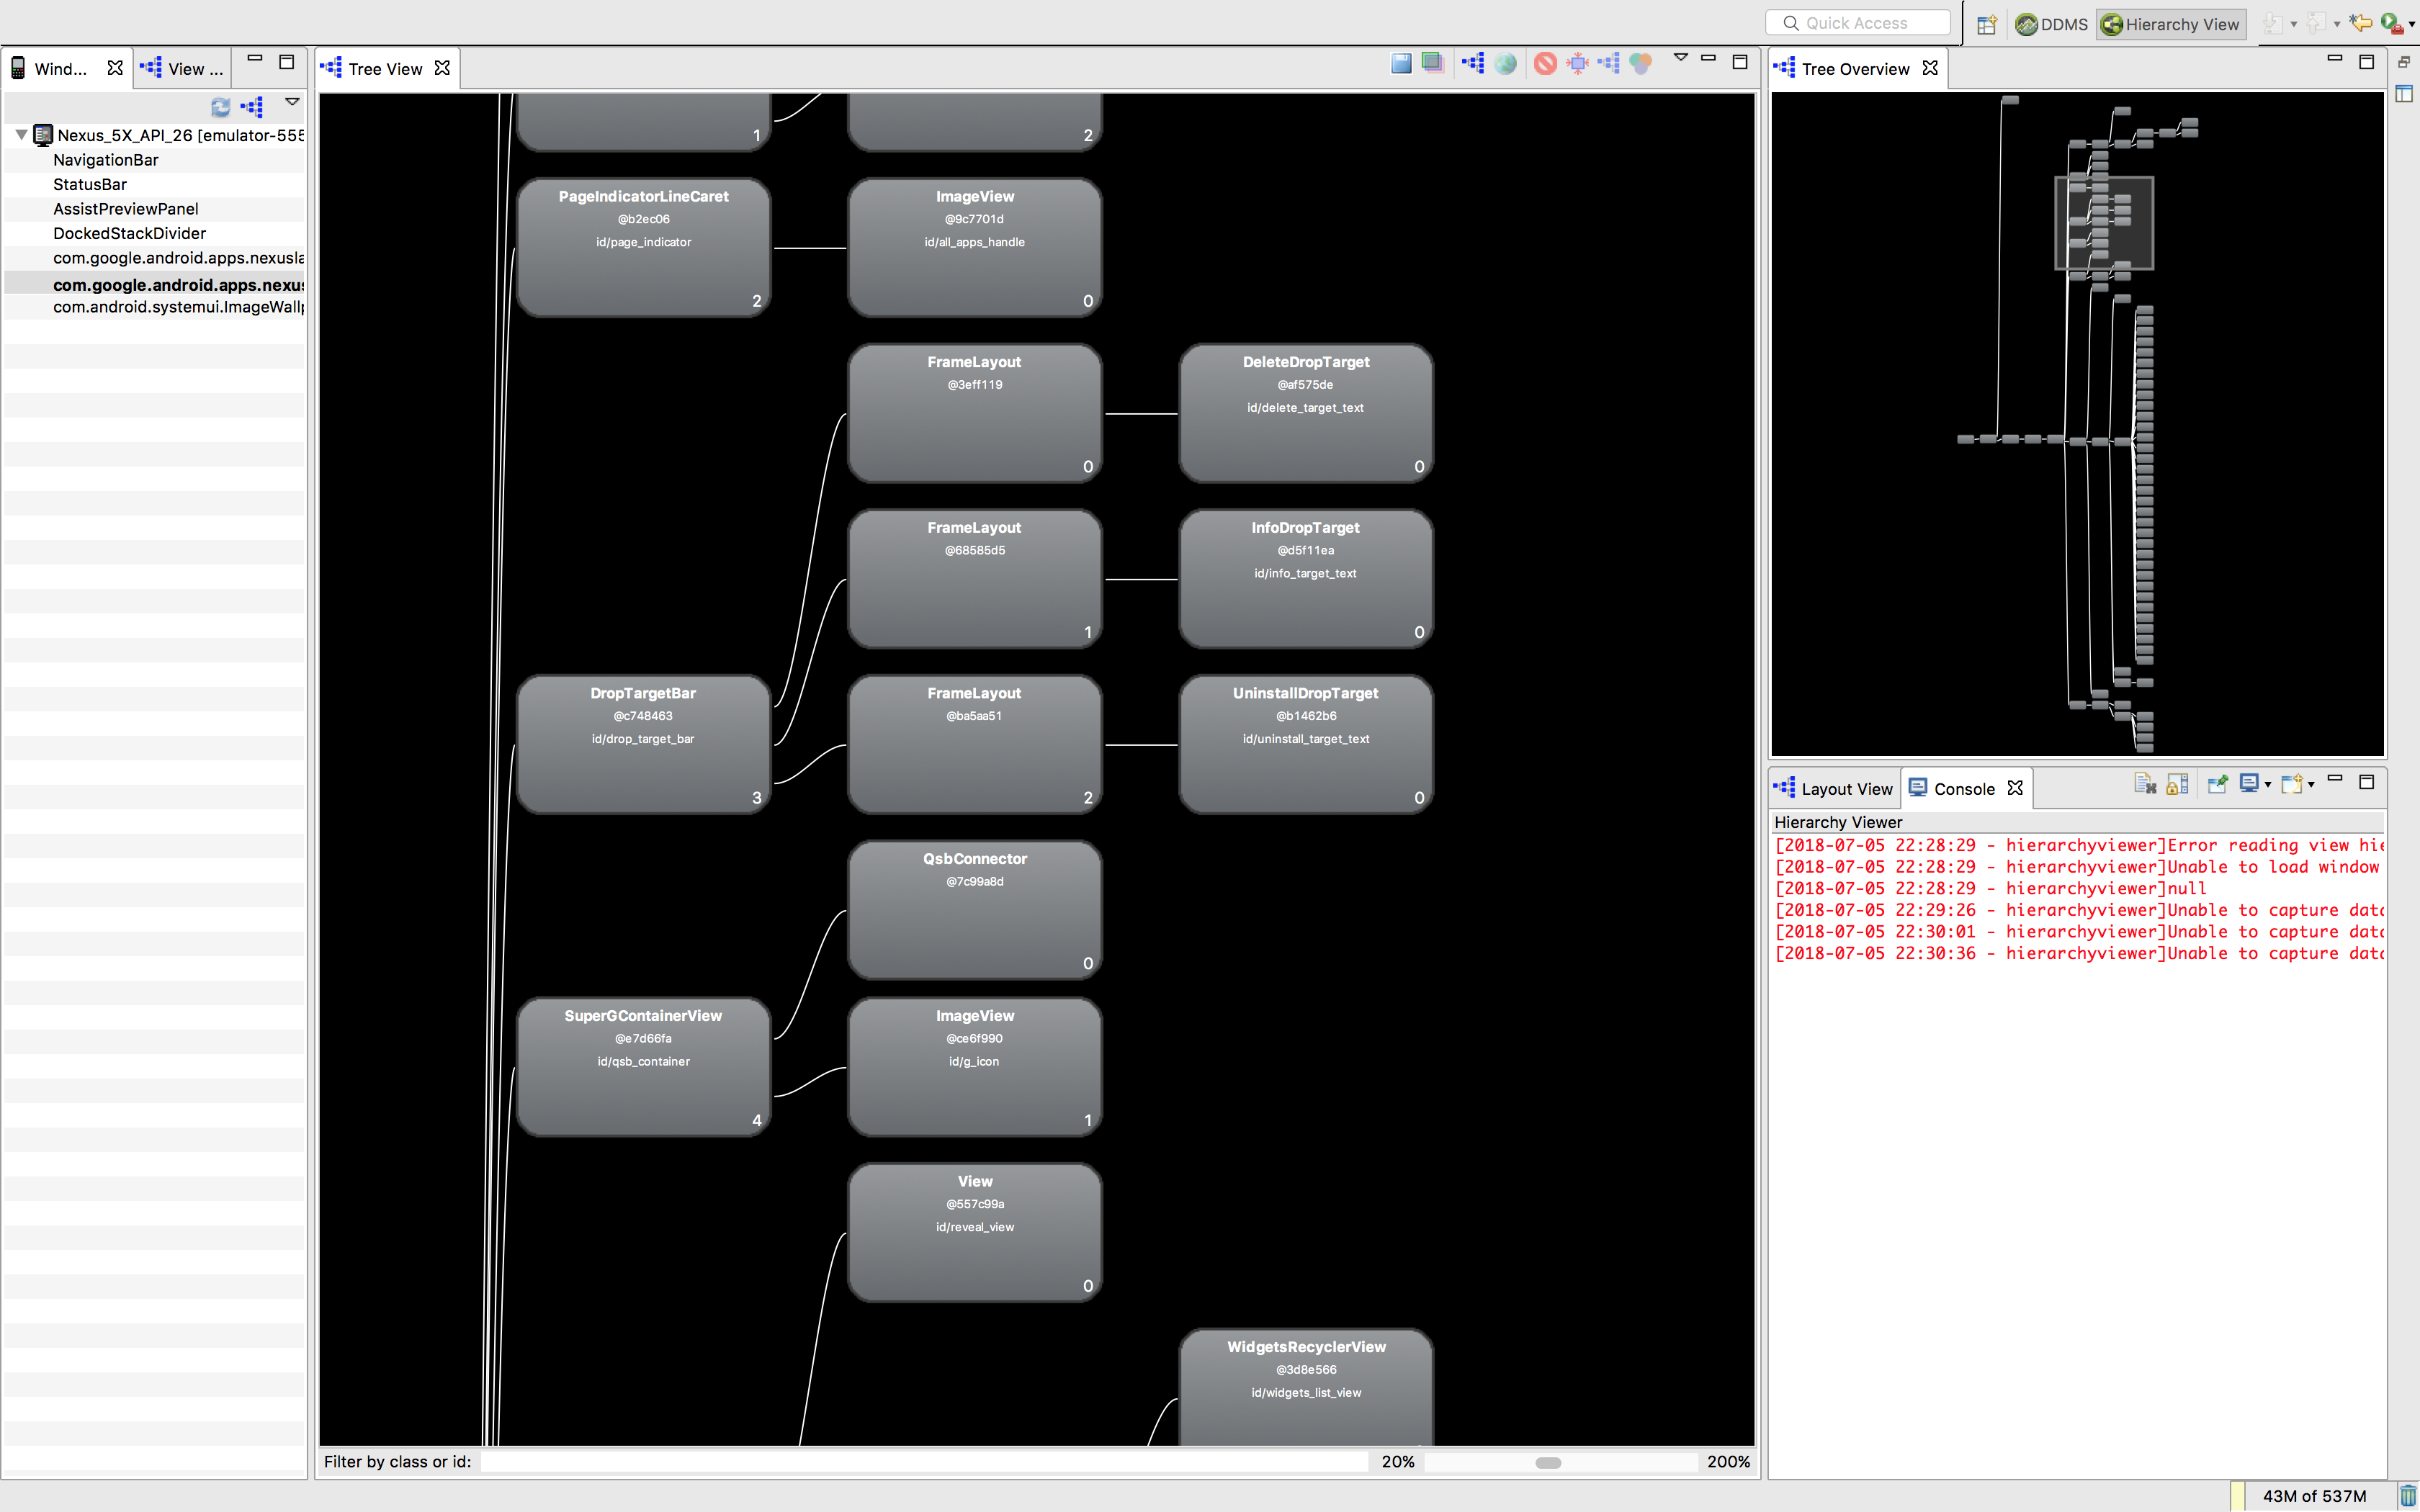 Quick Access
DDMS
Hierarchy View
Wind...
View ...
Tree View
Tree Overview
Nexus_5X_API_26 [emulator-555
NavigationBar
StatusBar
AssistPreviewPanel
DockedStackDivider
com.google.android.apps.nexusla
com.google.android.apps.nexus
com.android.systemui.ImageWallp
1
2
PageIndicatorLineCaret
@b2ec06
id/page_indicator
2
ImageView
@9c7701d
id/all_apps_handle
0
FrameLayout
@3eff119
0
DeleteDropTarget
@af575de
id/delete_target_text
0
FrameLayout
@68585d5
1
InfoDropTarget
@d5f11ea
id/info_target_text
0
DropTargetBar
@c748463
id/drop_target_bar
3
FrameLayout
@ba5aa51
2
UninstallDropTarget
@b1462b6
id/uninstall_target_text
0
QsbConnector
@7c99a8d
0
SuperGContainerView
@e7d66fa
id/qsb_container
4
ImageView
@ce6f990
id/g_icon
1
View
@557c99a
id/reveal_view
0
WidgetsRecyclerView
@3d8e566
id/widgets_list_view
Filter by class or id:
20%
200%
Layout View
Console
Hierarchy Viewer
[2018-07-05 22:28:29 - hierarchyviewer]Error reading view hie
[2018-07-05 22:28:29 - hierarchyviewer]Unable to load window
[2018-07-05 22:28:29 - hierarchyviewer]null
[2018-07-05 22:29:26 - hierarchyviewer]Unable to capture data
[2018-07-05 22:30:01 - hierarchyviewer]Unable to capture data
[2018-07-05 22:30:36 - hierarchyviewer]Unable to capture data
43M of 537M